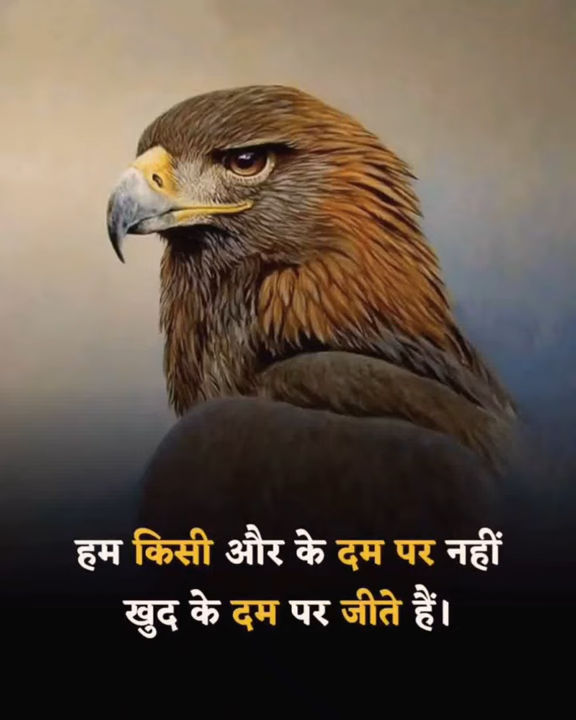 हम किसी और के दम पर नहीं
खुद के दम पर जीते हैं।